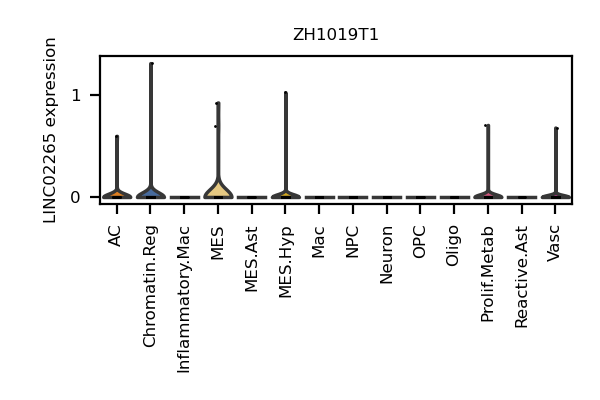 ZH1019T1
LINC02265 expression
1
0
AC
Chromatin.Reg
Inflammatory.Mac
MES
MES.Ast
MES.Hyp
Mac
NPC
Neuron
OPC
Oligo
Prolif.Metab
Reactive.Ast
Vasc